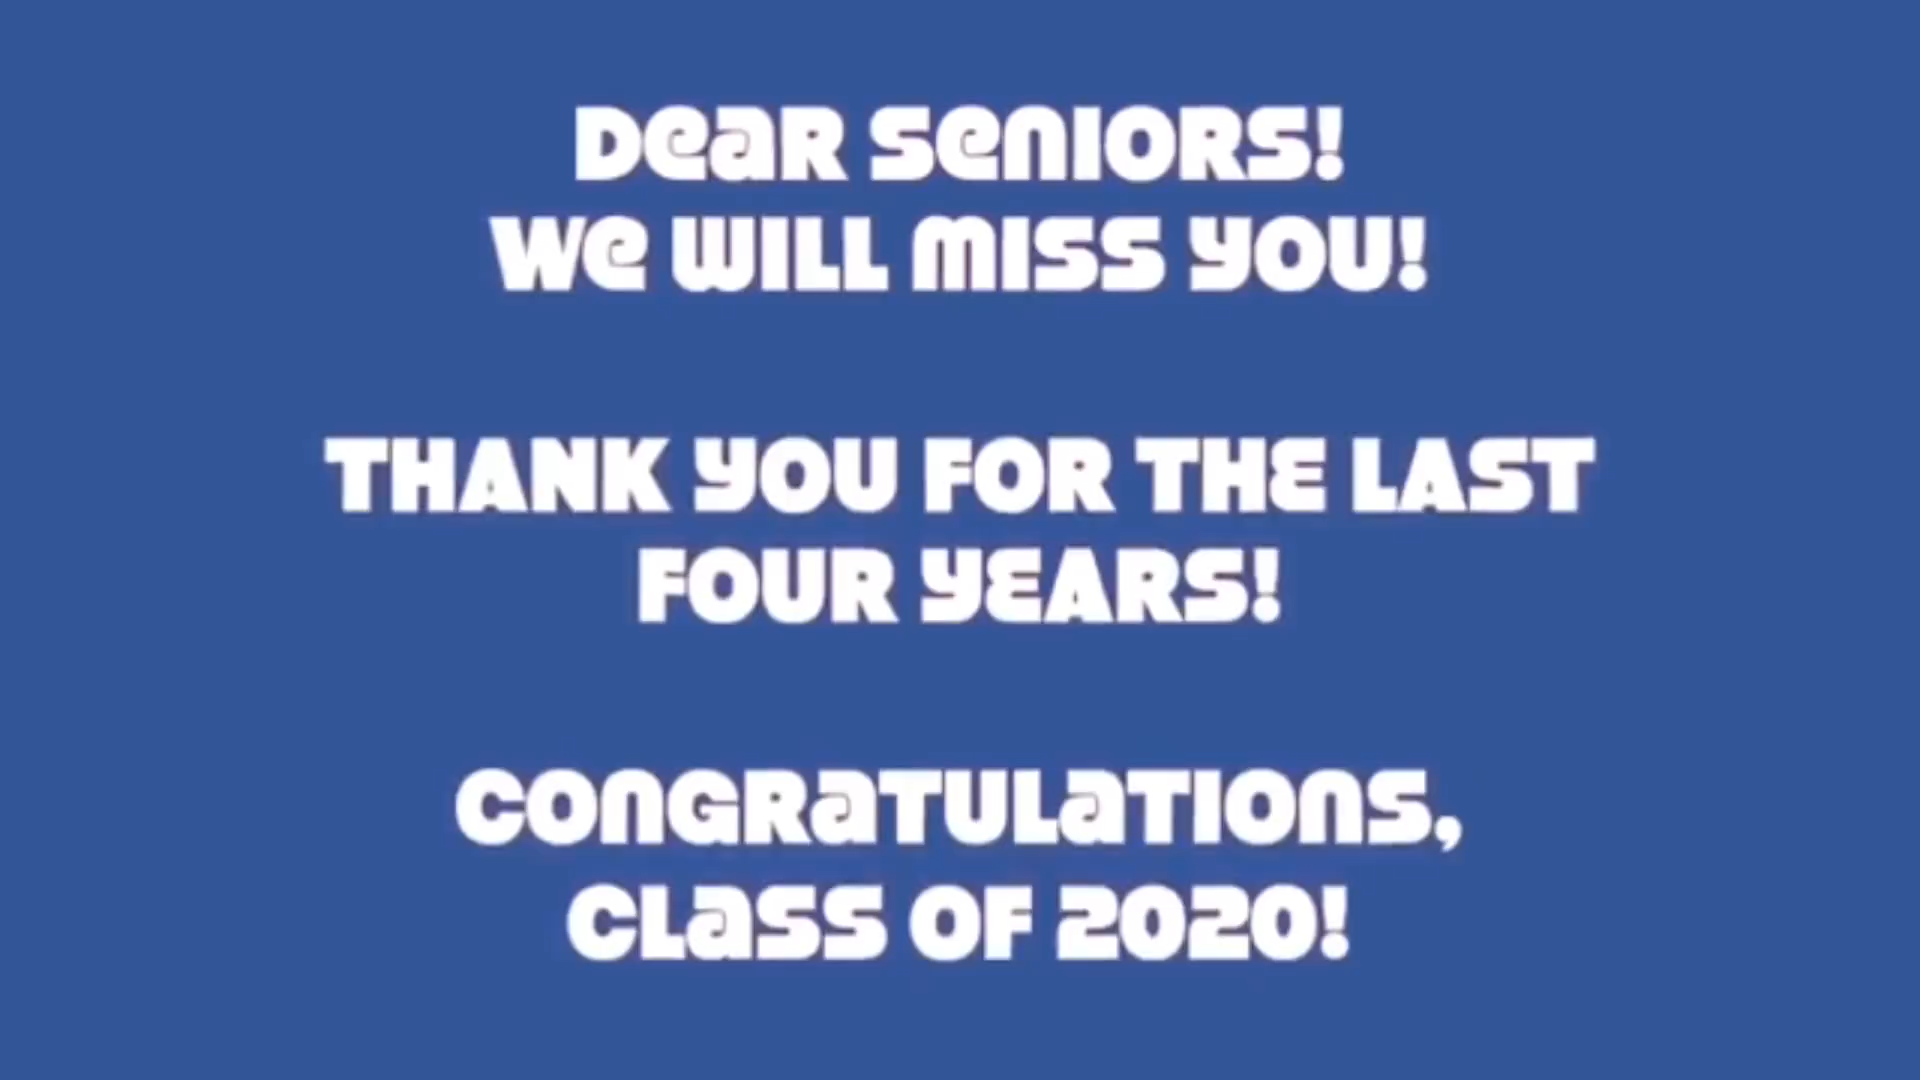 Dear Seniors!
We will miss you!
THANK YOU FOR THE LAST
FOUR YEARS!
Congratulations,
Class of 2020!